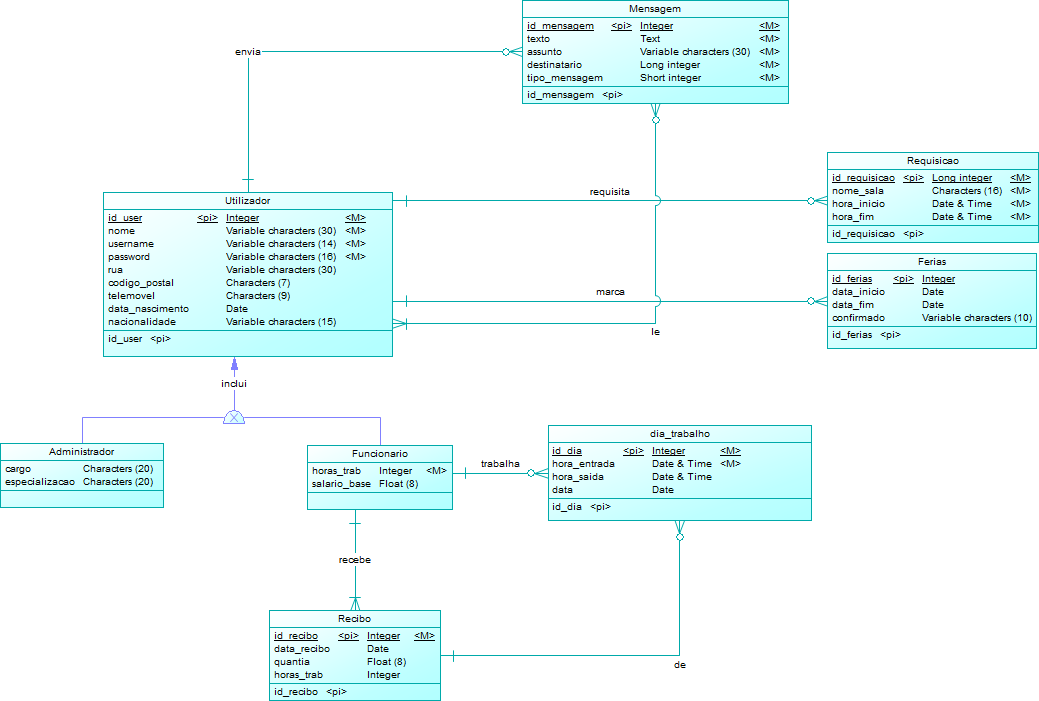 Mensagem
id_mensagem <pi> Integer <M>
texto Text <M>
assunto Variable characters (30) <M>
destinatario Long integer <M>
tipo_mensagem Short integer <M>
id_mensagem <pi>
envia
Requisicao
id_requisicao <pi> Long integer <M>
nome_sala Characters (16) <M>
hora_inicio Date & Time <M>
hora_fim Date & Time <M>
id_requisicao <pi>
requisita
Utilizador
id_user <pi> Integer <M>
nome Variable characters (30) <M>
username Variable characters (14) <M>
password Variable characters (16) <M>
rua Variable characters (30)
codigo_postal Characters (7)
telemovel Characters (9)
data_nascimento Date
nacionalidade Variable characters (15)
id_user <pi>
Ferias
id_ferias <pi> Integer
data_inicio Date
data_fim Date
confirmado Variable characters (10)
id_ferias <pi>
marca
le
inclui
Administrador
cargo Characters (20)
especializacao Characters (20)
Funcionario
horas_trab Integer <M>
salario_base Float (8)
trabalha
dia_trabalho
id_dia <pi> Integer <M>
hora_entrada Date & Time <M>
hora_saida Date & Time
data Date
id_dia <pi>
recebe
Recibo
id_recibo <pi> Integer <M>
data_recibo Date
quantia Float (8)
horas_trab Integer
id_recibo <pi>
de